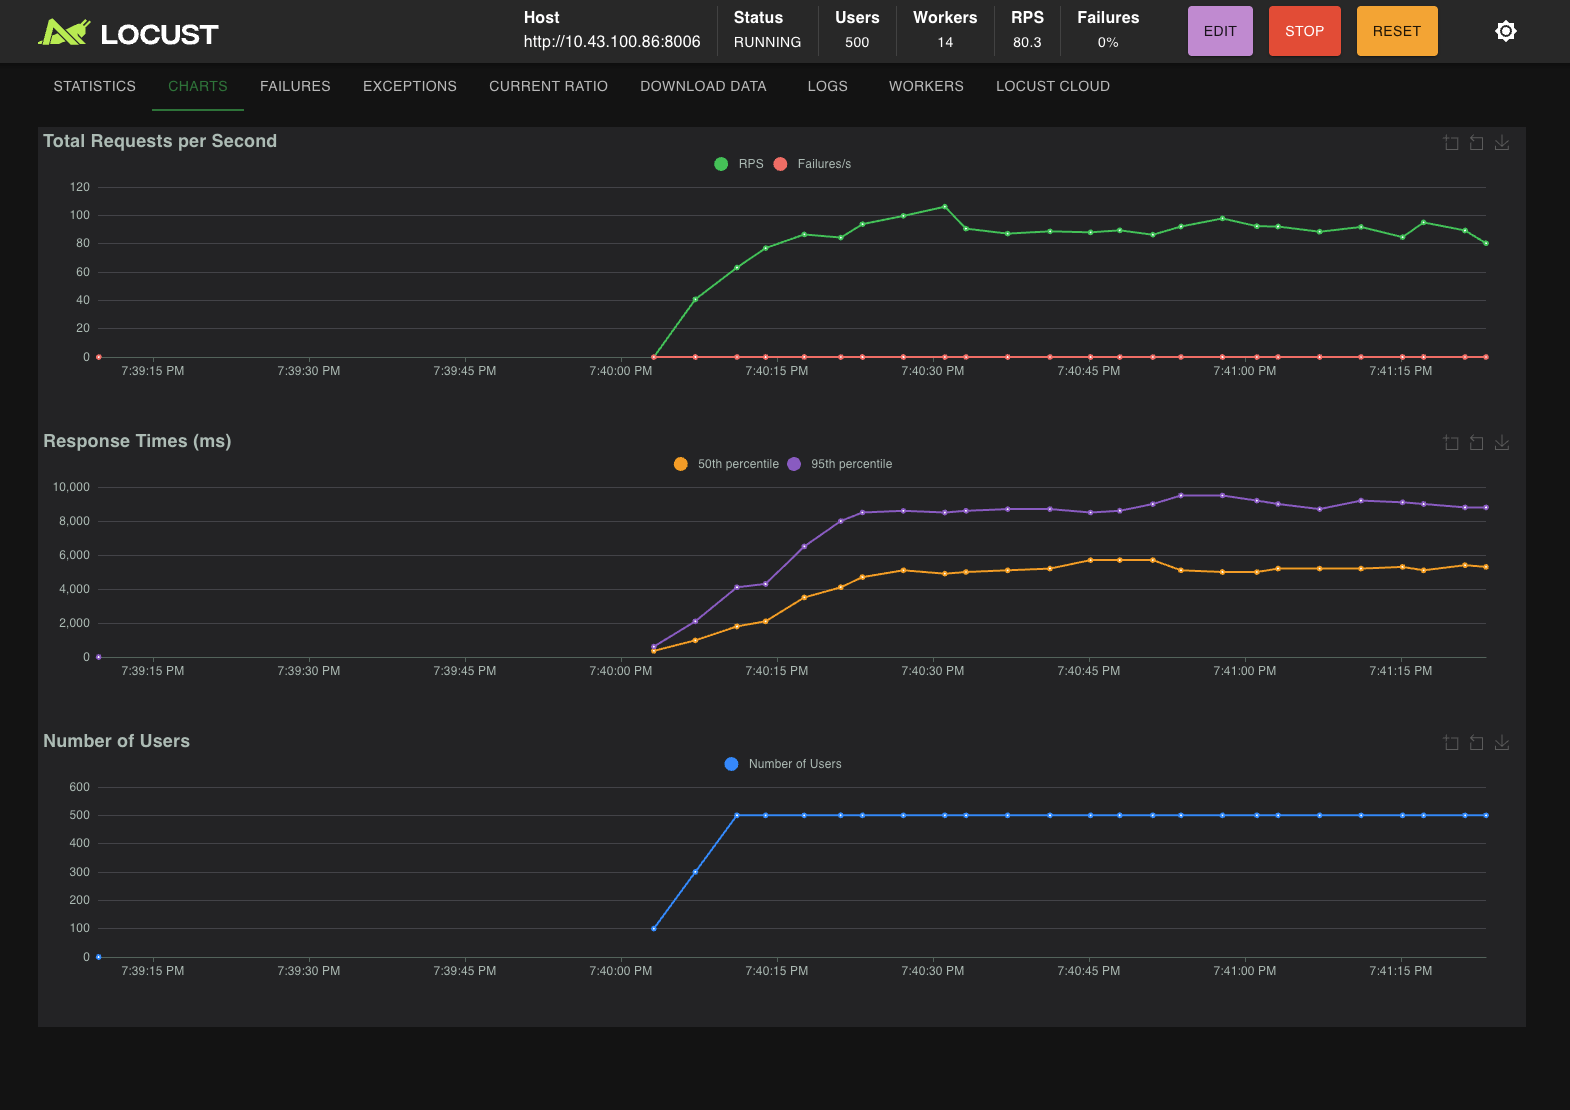 LOCUST
Host
http://10.43.100.86:8006
Status
RUNNING
Users
500
Workers
14
RPS
80.3
Failures
0%
EDIT
STOP
RESET
STATISTICS
CHARTS
FAILURES
EXCEPTIONS
CURRENT RATIO
DOWNLOAD DATA
LOGS
WORKERS
LOCUST CLOUD
Total Requests per Second
RPS
Failures/s
120
100
80
60
40
20
0
7:39:15 PM
7:39:30 PM
7:39:45 PM
7:40:00 PM
7:40:15 PM
7:40:30 PM
7:40:45 PM
7:41:00 PM
7:41:15 PM
Response Times (ms)
50th percentile
95th percentile
10,000
8,000
6,000
4,000
2,000
0
7:39:15 PM
7:39:30 PM
7:39:45 PM
7:40:00 PM
7:40:15 PM
7:40:30 PM
7:40:45 PM
7:41:00 PM
7:41:15 PM
Number of Users
Number of Users
600
500
400
300
200
100
0
7:39:15 PM
7:39:30 PM
7:39:45 PM
7:40:00 PM
7:40:15 PM
7:40:30 PM
7:40:45 PM
7:41:00 PM
7:41:15 PM